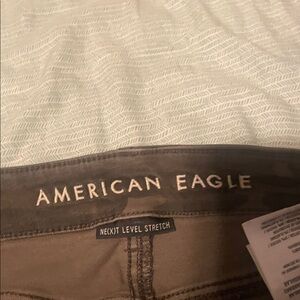 AMERICAN EAGLE
NE(X)T LEVEL STRETCH